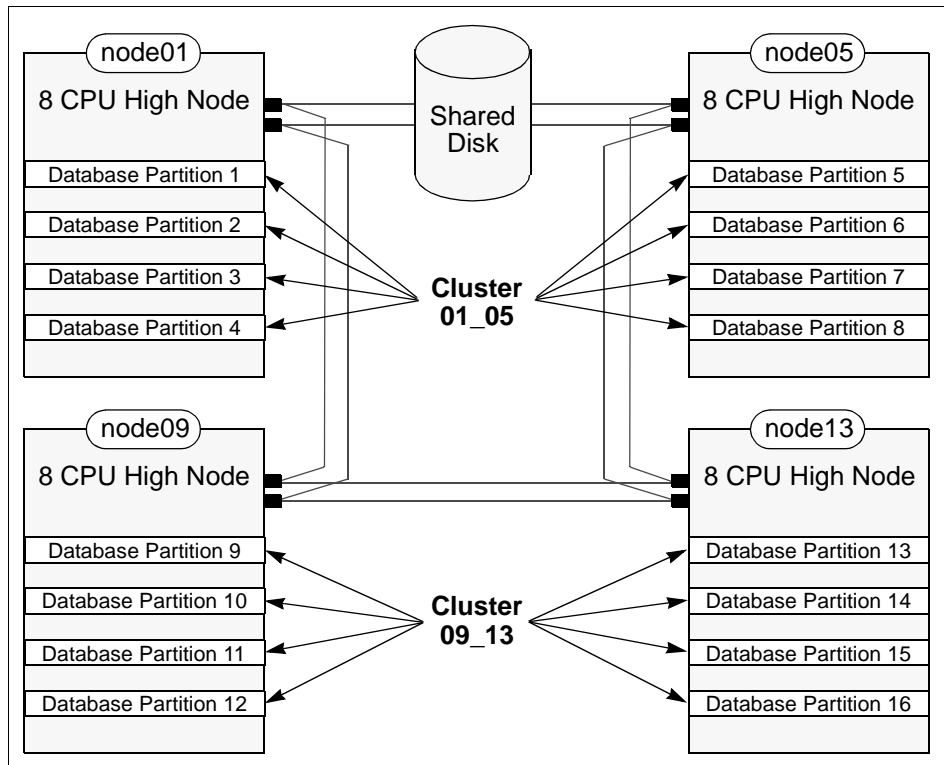 node01
8 CPU High Node
Database Partition 1
Database Partition 2
Database Partition 3
Database Partition 4
Shared
Disk
node05
8 CPU High Node
Database Partition 5
Database Partition 6
Database Partition 7
Database Partition 8
Cluster
01_05
node09
8 CPU High Node
Database Partition 9
Database Partition 10
Database Partition 11
Database Partition 12
Cluster
09_13
node13
8 CPU High Node
Database Partition 13
Database Partition 14
Database Partition 15
Database Partition 16